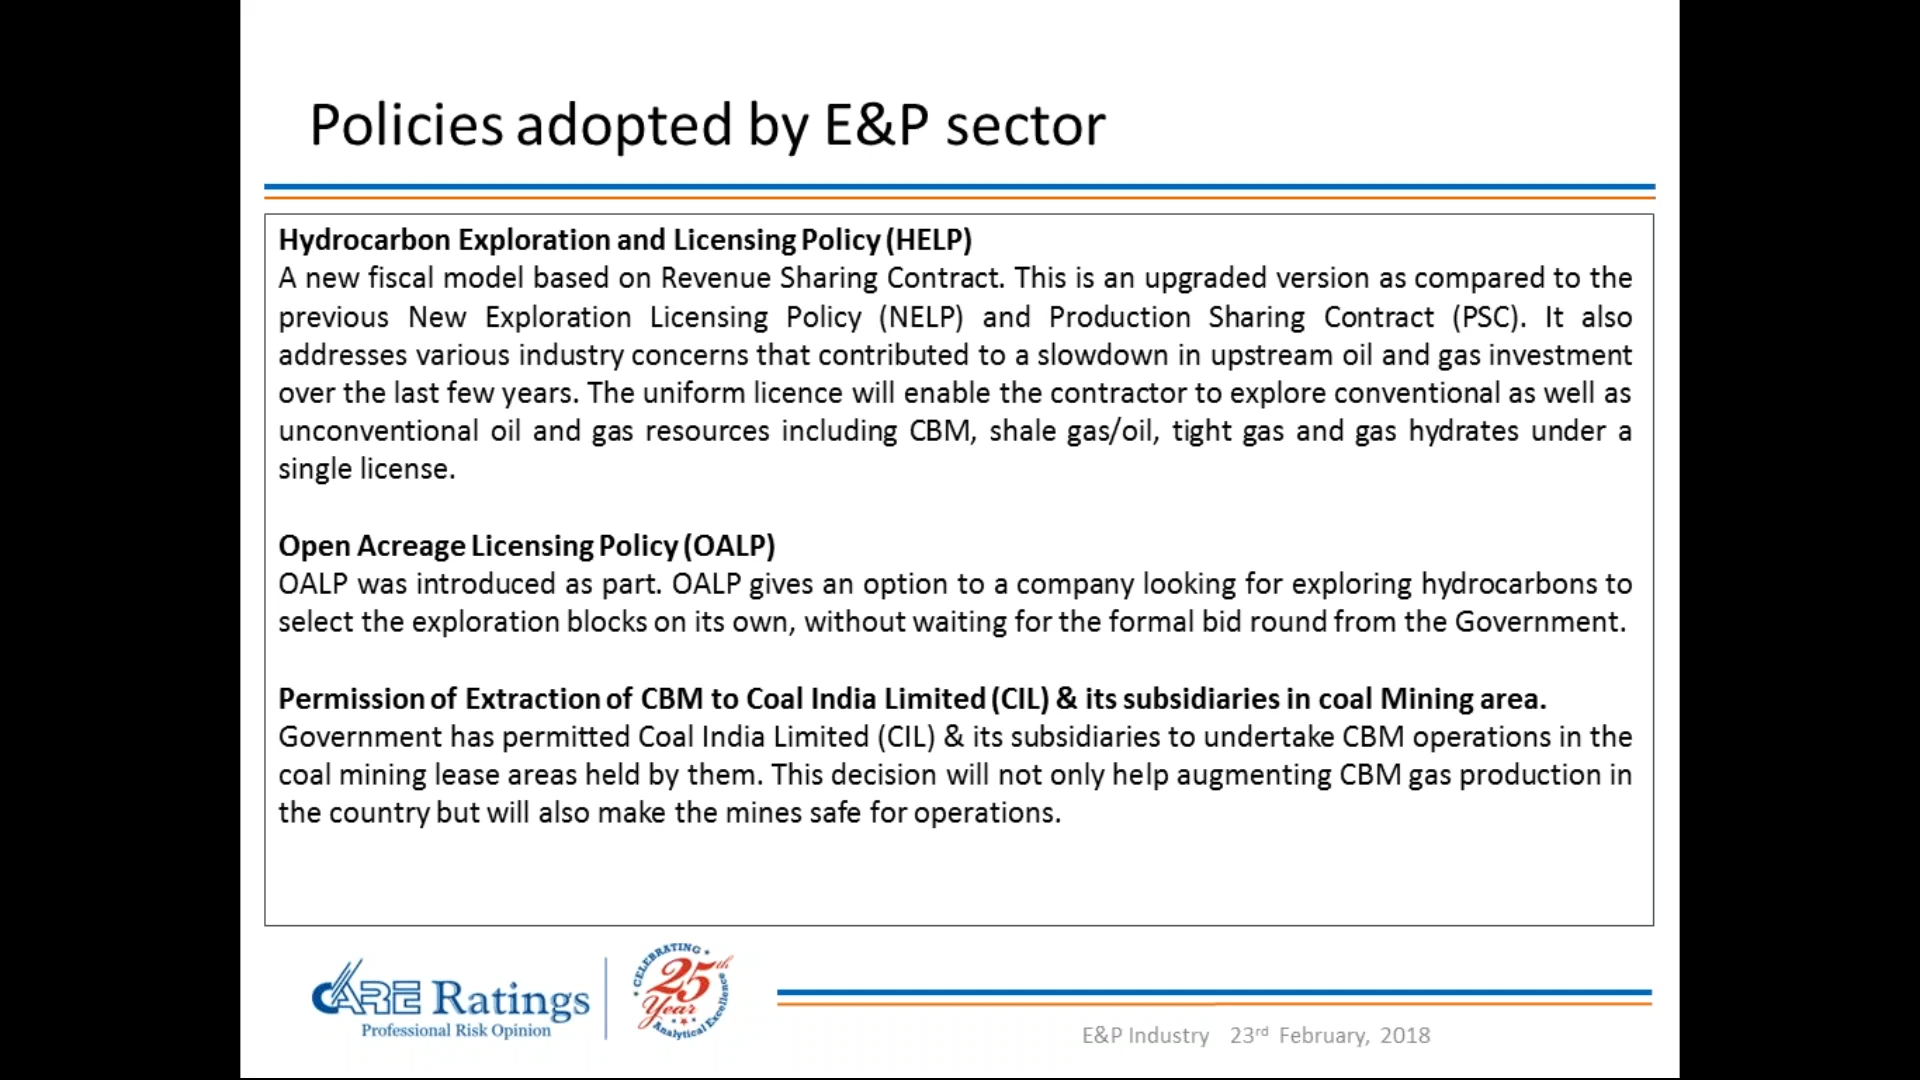 Policies adopted by E&P sector
Hydrocarbon Exploration and Licensing Policy (HELP)
A new fiscal model based on Revenue Sharing Contract. This is an upgraded version as compared to the
previous New Exploration Licensing Policy (NELP) and Production Sharing Contract (PSC). It also
addresses various industry concerns that contributed to a slowdown in upstream oil and gas investment
over the last few years. The uniform licence will enable the contractor to explore conventional as well as
unconventional oil and gas resources including CBM, shale gas/oil, tight gas and gas hydrates under a
single license.
Open Acreage Licensing Policy (OALP)
OALP was introduced as part. OALP gives an option to a company looking for exploring hydrocarbons to
select the exploration blocks on its own, without waiting for the formal bid round from the Government.
Permission of Extraction of CBM to Coal India Limited (CIL) & its subsidiaries in coal Mining area.
Government has permitted Coal India Limited (CIL) & its subsidiaries to undertake CBM operations in the
coal mining lease areas held by them. This decision will not only help augmenting CBM gas production in
the country but will also make the mines safe for operations.
CARE Ratings
Professional Risk Opinion
CELEBRATING
25th
Year
Analytical Excellence
E&P Industry 23rd February, 2018